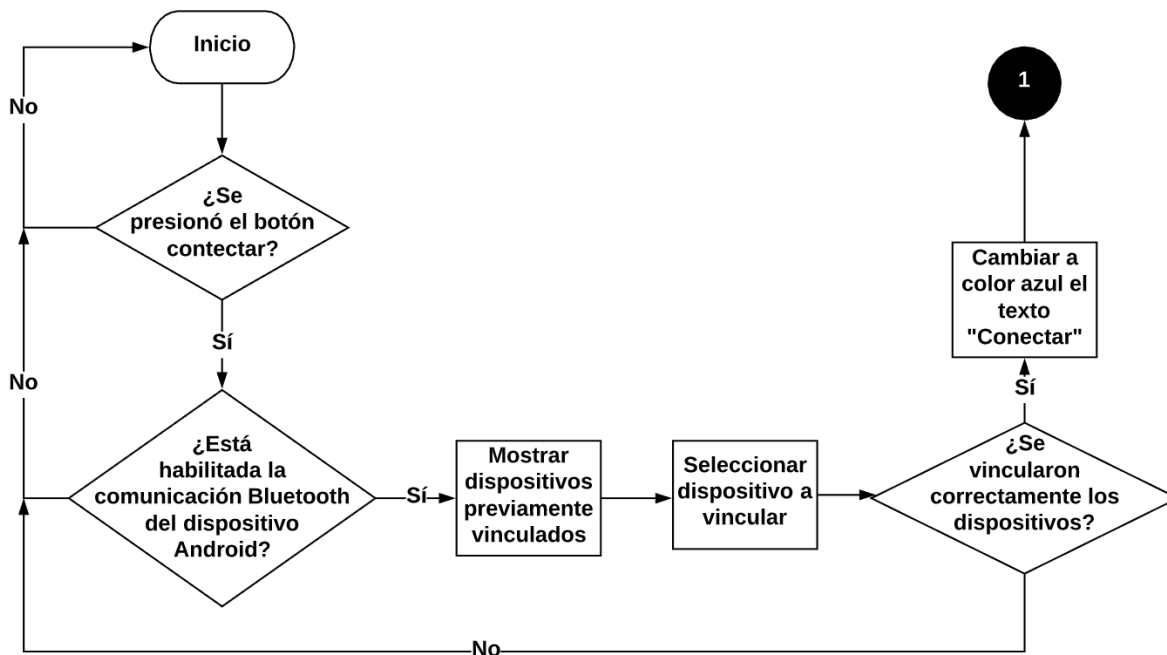 Inicio
No
¿Se
presionó el botón
contectar?
Sí
No
¿Está
habilitada la
comunicación Bluetooth
del dispositivo
Android?
Sí
Mostrar
dispositivos
previamente
vinculados
Seleccionar
dispositivo a
vincular
¿Se
vincularon
correctamente los
dispositivos?
No
Sí
Cambiar a
color azul el
texto
"Conectar"
1